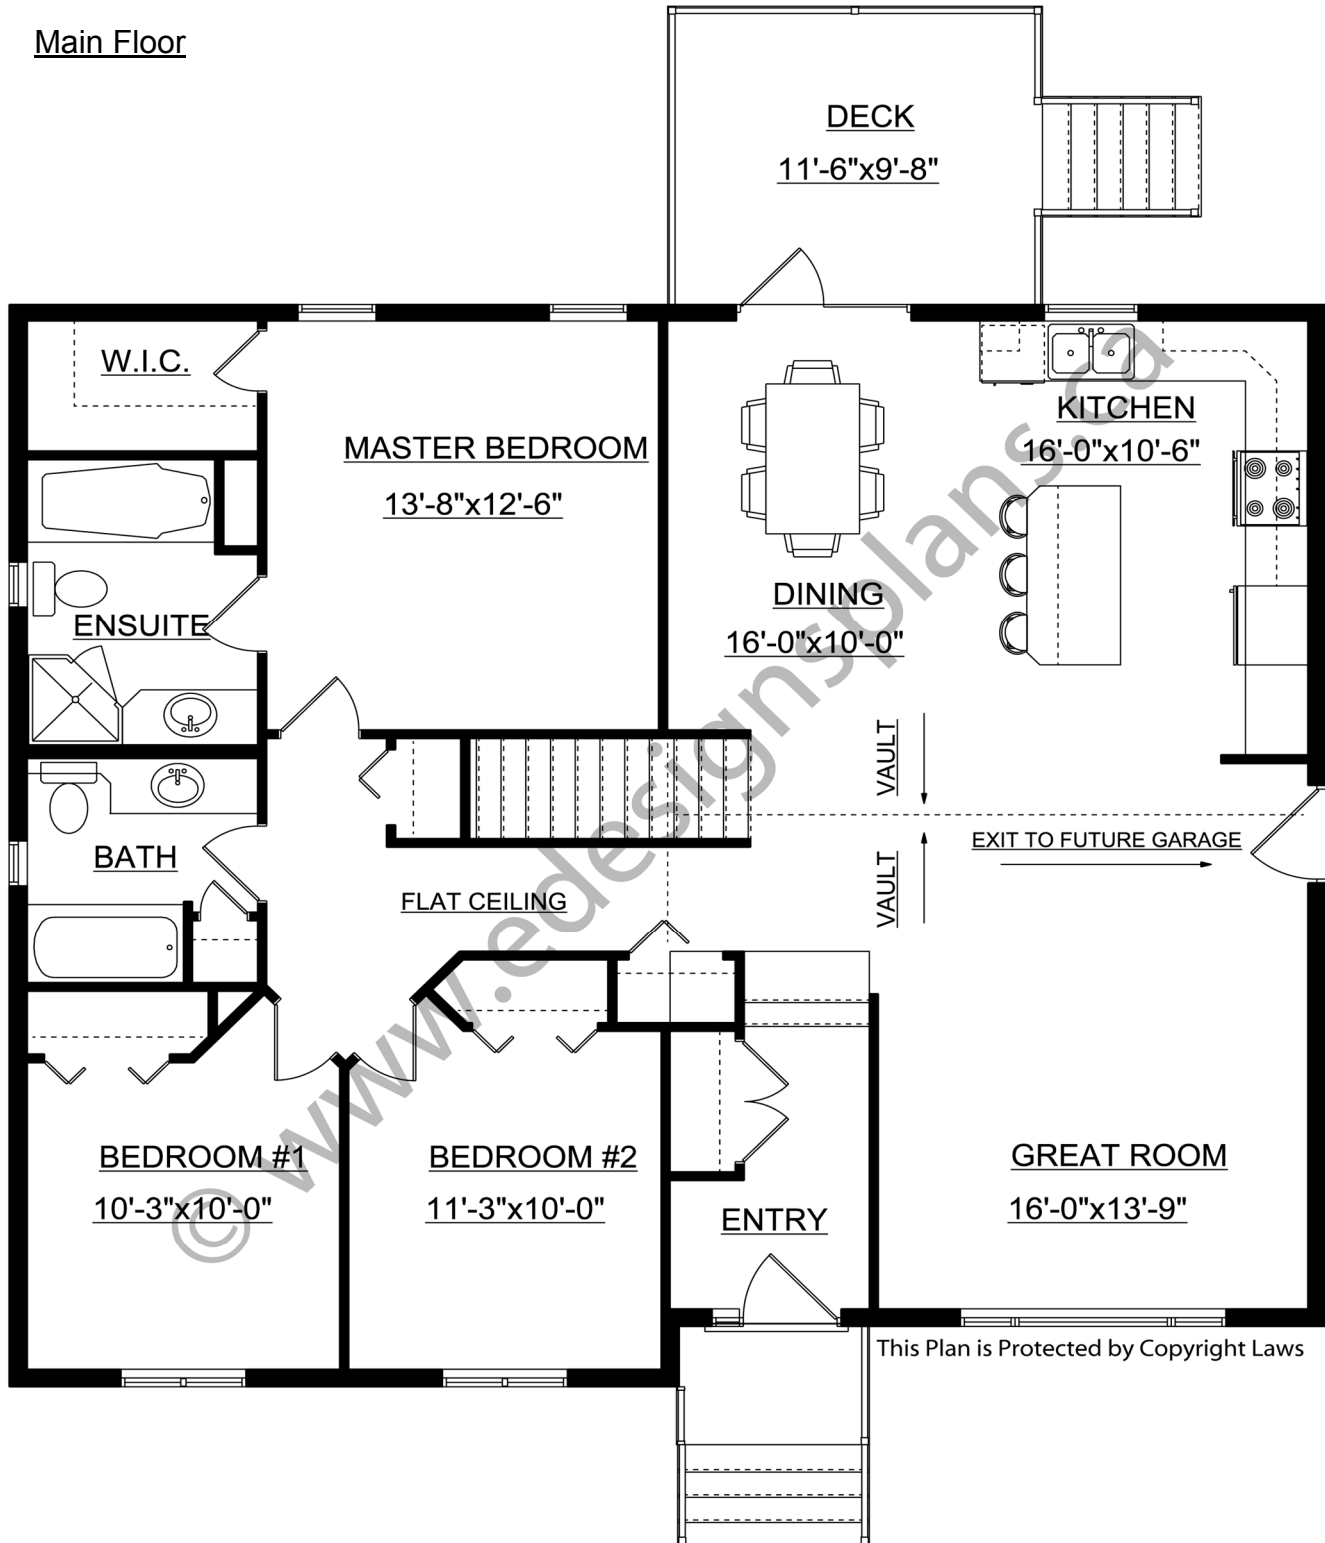 Main Floor
DECK
11'-6"x9'-8"
W.I.C.
MASTER BEDROOM
13'-8"x12'-6"
KITCHEN
16'-0"x10'-6"
ENSUITE
DINING
16'-0"x10'-0"
VAULT
EXIT TO FUTURE GARAGE
VAULT
BATH
FLAT CEILING
BEDROOM #1
10'-3"x10'-0"
BEDROOM #2
11'-3"x10'-0"
ENTRY
GREAT ROOM
16'-0"x13'-9"
This Plan is Protected by Copyright Laws
© www.edesignsplans.ca